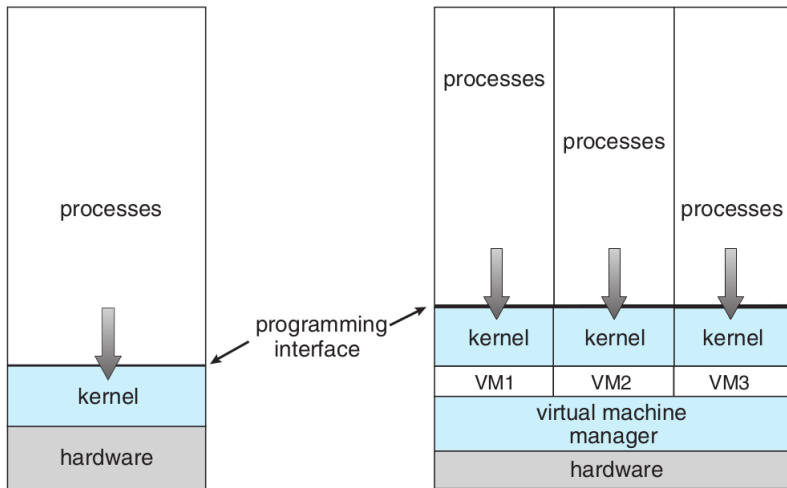 processes
kernel
hardware
programming
interface
processes
processes
processes
kernel
kernel
kernel
VM1
VM2
VM3
virtual machine
manager
hardware